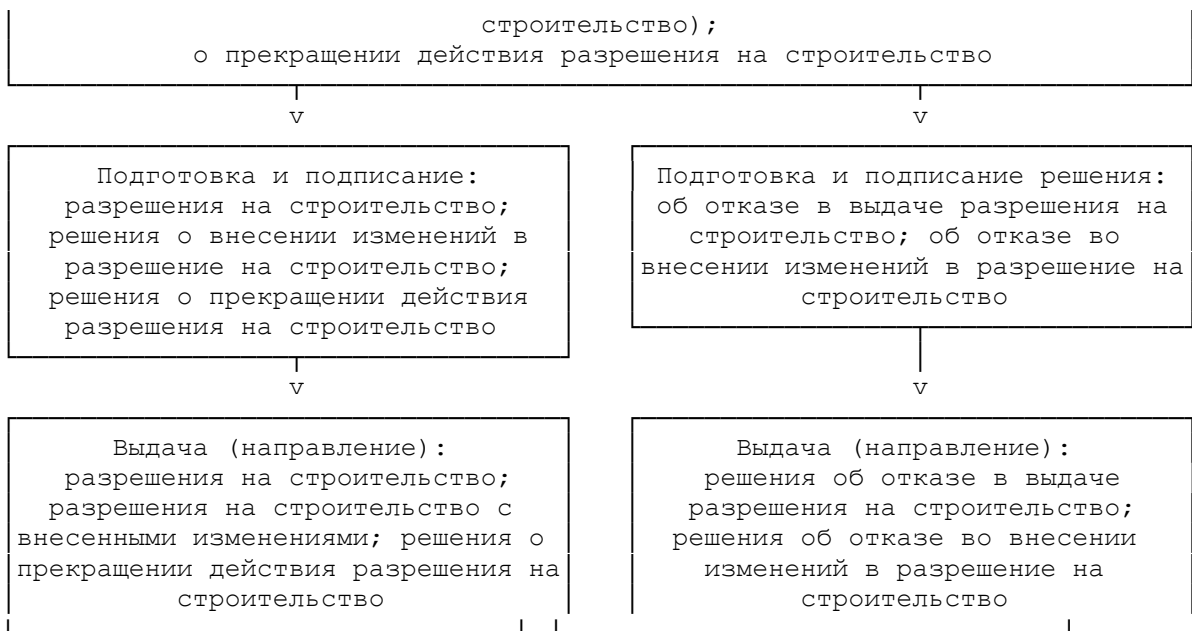 строительство);
о прекращении действия разрешения на строительство
v
v
Подготовка и подписание:
разрешения на строительство;
решения о внесении изменений в
разрешение на строительство;
решения о прекращении действия
разрешения на строительство
Подготовка и подписание решения:
об отказе в выдаче разрешения на
строительство; об отказе во
внесении изменений в разрешение на
строительство
v
v
Выдача (направление):
разрешения на строительство;
разрешения на строительство с
внесенными изменениями; решения о
прекращении действия разрешения на
строительство
Выдача (направление):
решения об отказе в выдаче
разрешения на строительство;
решения об отказе во внесении
изменений в разрешение на
строительство